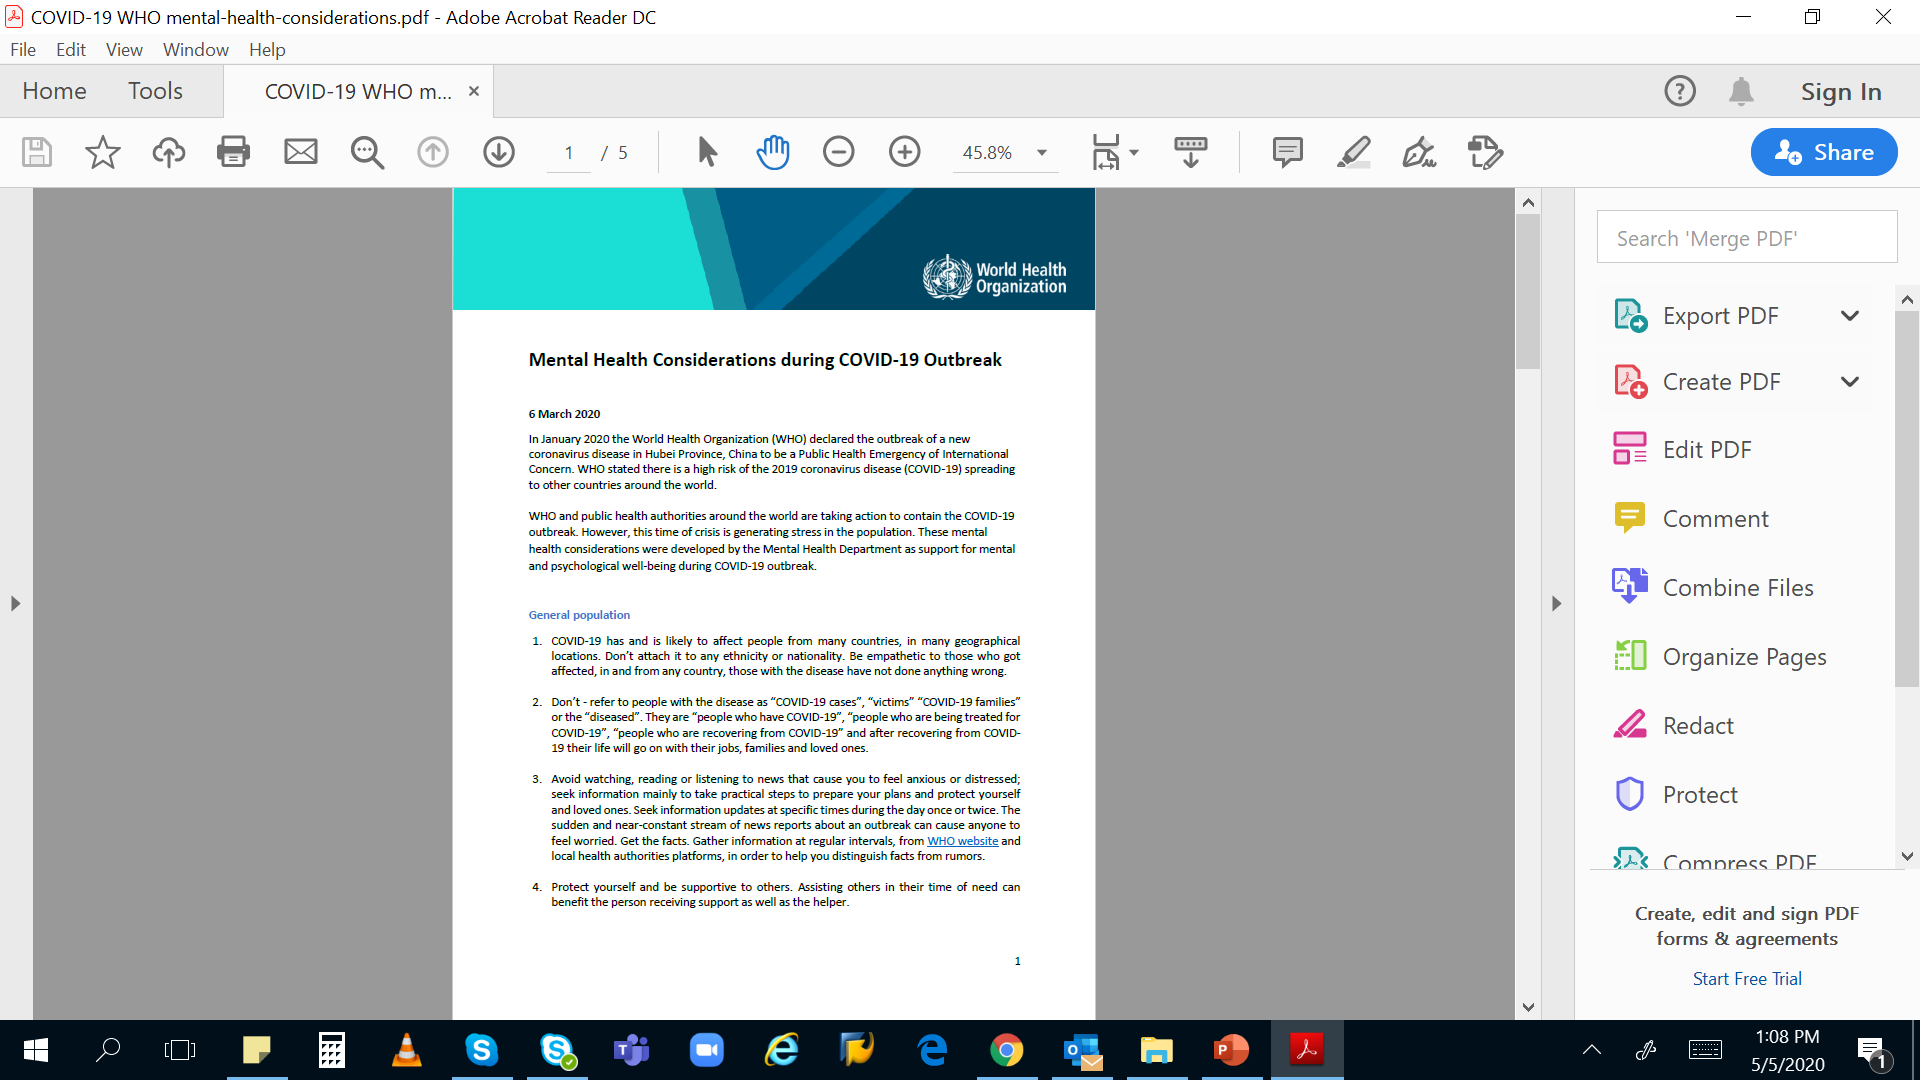 COVID-19 WHO mental-health-considerations.pdf - Adobe Acrobat Reader DC
File Edit View Window Help
Home Tools COVID-19 WHO m... Sign In
1 / 5 45.8% Share
World Health
Organization
Mental Health Considerations during COVID-19 Outbreak
6 March 2020
In January 2020 the World Health Organization (WHO) declared the outbreak of a new
coronavirus disease in Hubei Province, China to be a Public Health Emergency of International
Concern. WHO stated there is a high risk of the 2019 coronavirus disease (COVID-19) spreading
to other countries around the world.
WHO and public health authorities around the world are taking action to contain the COVID-19
outbreak. However, this time of crisis is generating stress in the population. These mental
health considerations were developed by the Mental Health Department as support for mental
and psychological well-being during COVID-19 outbreak.
General population
1. COVID-19 has and is likely to affect people from many countries, in many geographical
locations. Don't attach it to any ethnicity or nationality. Be empathetic to those who got
affected, in and from any country, those with the disease have not done anything wrong.
2. Don't - refer to people with the disease as "COVID-19 cases", "victims" "COVID-19 families"
or the "diseased". They are "people who have COVID-19", "people who are being treated for
COVID-19", "people who are recovering from COVID-19" and after recovering from COVID-
19 their life will go on with their jobs, families and loved ones.
3. Avoid watching, reading or listening to news that cause you to feel anxious or distressed;
seek information mainly to take practical steps to prepare your plans and protect yourself
and loved ones. Seek information updates at specific times during the day once or twice. The
sudden and near-constant stream of news reports about an outbreak can cause anyone to
feel worried. Get the facts. Gather information at regular intervals, from WHO website and
local health authorities platforms, in order to help you distinguish facts from rumors.
4. Protect yourself and be supportive to others. Assisting others in their time of need can
benefit the person receiving support as well as the helper.
1
Search 'Merge PDF'
Export PDF
Create PDF
Edit PDF
Comment
Combine Files
Organize Pages
Redact
Protect
Compress PDF
Create, edit and sign PDF
forms & agreements
Start Free Trial
1:08 PM
5/5/2020
1